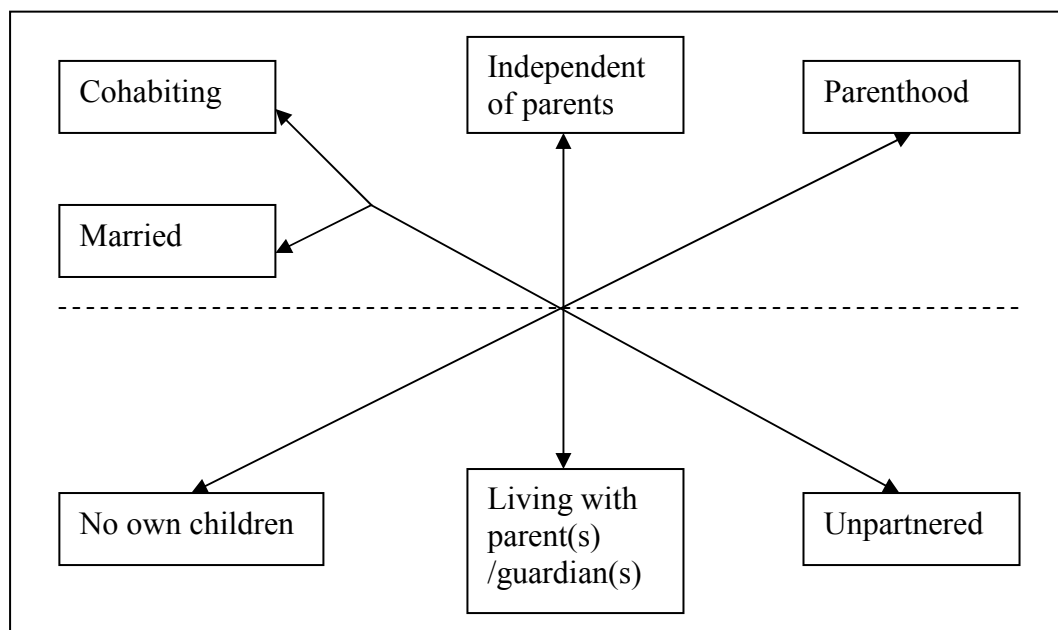 Cohabiting
Independent
of parents
Parenthood
Married
No own children
Living with
parent(s)
/guardian(s)
Unpartnered